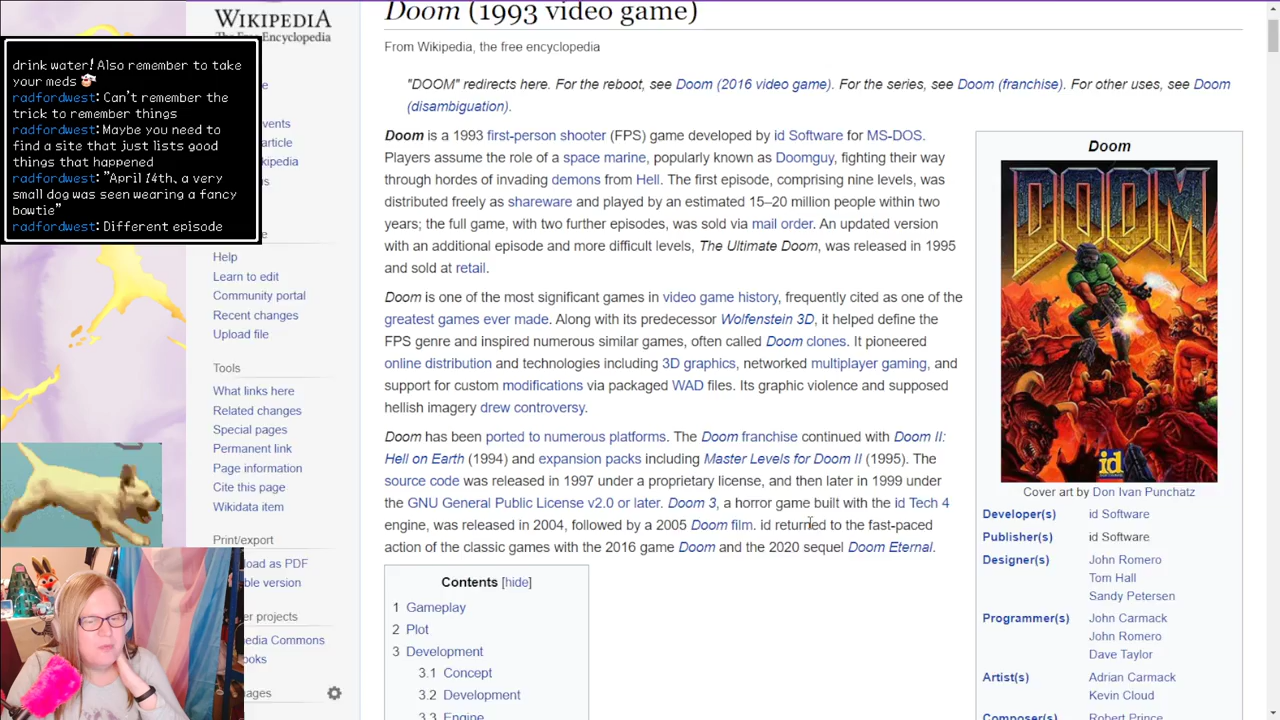 WIKIPEDIA
The Free Encyclopedia
drink water! Also remember to take
your meds
radfordwest: Can't remember the
trick to remember things
radfordwest: Maybe you need to
find a site that just lists good
things that happened
radfordwest: "April 14th, a very
small dog was seen wearing a fancy
bowtie"
radfordwest: Different episode
Help
Learn to edit
Community portal
Recent changes
Upload file
Tools
What links here
Related changes
Special pages
Permanent link
Page information
Cite this page
Wikidata item
Print/export
Doom (1993 video game)
From Wikipedia, the free encyclopedia
"DOOM" redirects here. For the reboot, see Doom (2016 video game). For the series, see Doom (franchise). For other uses, see Doom
(disambiguation).
Doom is a 1993 first-person shooter (FPS) game developed by id Software for MS-DOS.
Players assume the role of a space marine, popularly known as Doomguy, fighting their way
through hordes of invading demons from Hell. The first episode, comprising nine levels, was
distributed freely as shareware and played by an estimated 15–20 million people within two
years; the full game, with two further episodes, was sold via mail order. An updated version
with an additional episode and more difficult levels, The Ultimate Doom, was released in 1995
and sold at retail.
Doom is one of the most significant games in video game history, frequently cited as one of the
greatest games ever made. Along with its predecessor Wolfenstein 3D, it helped define the
FPS genre and inspired numerous similar games, often called Doom clones. It pioneered
online distribution and technologies including 3D graphics, networked multiplayer gaming, and
support for custom modifications via packaged WAD files. Its graphic violence and supposed
hellish imagery drew controversy.
Doom has been ported to numerous platforms. The Doom franchise continued with Doom II:
Hell on Earth (1994) and expansion packs including Master Levels for Doom II (1995). The
source code was released in 1997 under a proprietary license, and then later in 1999 under
the GNU General Public License v2.0 or later. Doom 3, a horror game built with the id Tech 4
engine, was released in 2004, followed by a 2005 Doom film. id returned to the fast-paced
action of the classic games with the 2016 game Doom and the 2020 sequel Doom Eternal.
Contents [hide]
1 Gameplay
2 Plot
3 Development
3.1 Concept
3.2 Development
3.3 Engine
Doom
DOOM
id
Cover art by Don Ivan Punchatz
Developer(s) id Software
Publisher(s) id Software
Designer(s) John Romero
Tom Hall
Sandy Petersen
Programmer(s) John Carmack
John Romero
Dave Taylor
Artist(s) Adrian Carmack
Kevin Cloud
Composer(s) Robert Prince